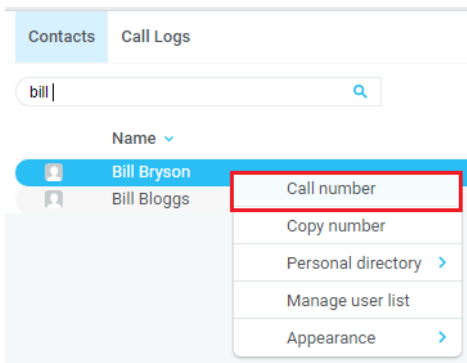 Contacts Call Logs
bill
Name
Bill Bryson
Bill Bloggs
Call number
Copy number
Personal directory
Manage user list
Appearance